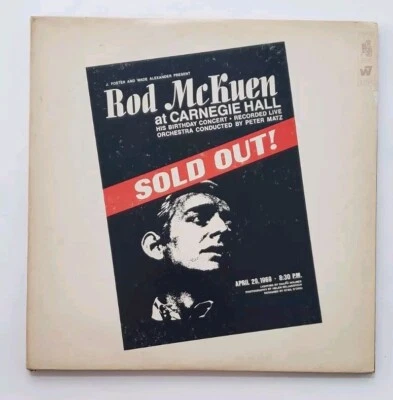 J. FOSTER AND WADE ALEXANDER PRESENT
Rod McKuen
at CARNEGIE HALL
HIS BIRTHDAY CONCERT • RECORDED LIVE
ORCHESTRA CONDUCTED BY PETER MATZ
SOLD OUT!
APRIL 29, 1969 • 8:30 P.M.